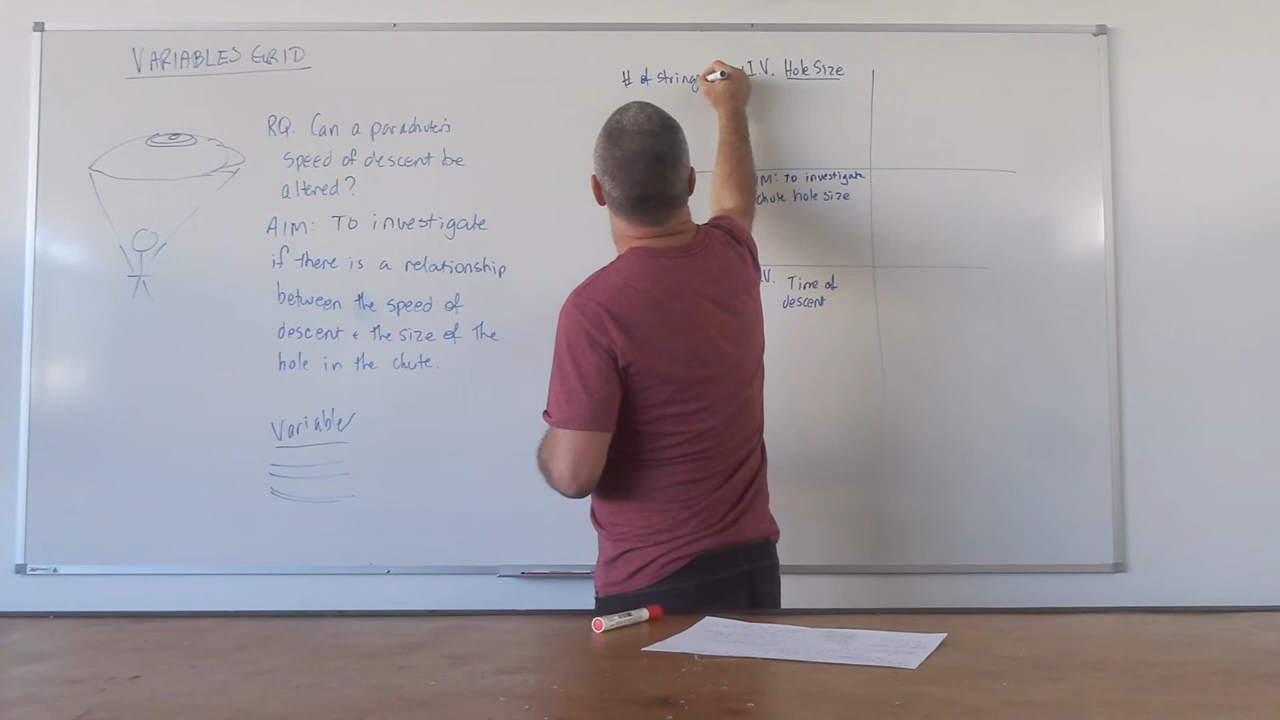 VARIABLES GRID
RQ. Can a parachute's
speed of descent be
altered?
AIM: To investigate
if there is a relationship
between the speed of
descent + the size of the
hole in the chute.
Variable
# of string
I.V. Hole Size
IM: To investigate
chute hole size
.V. Time of
descent